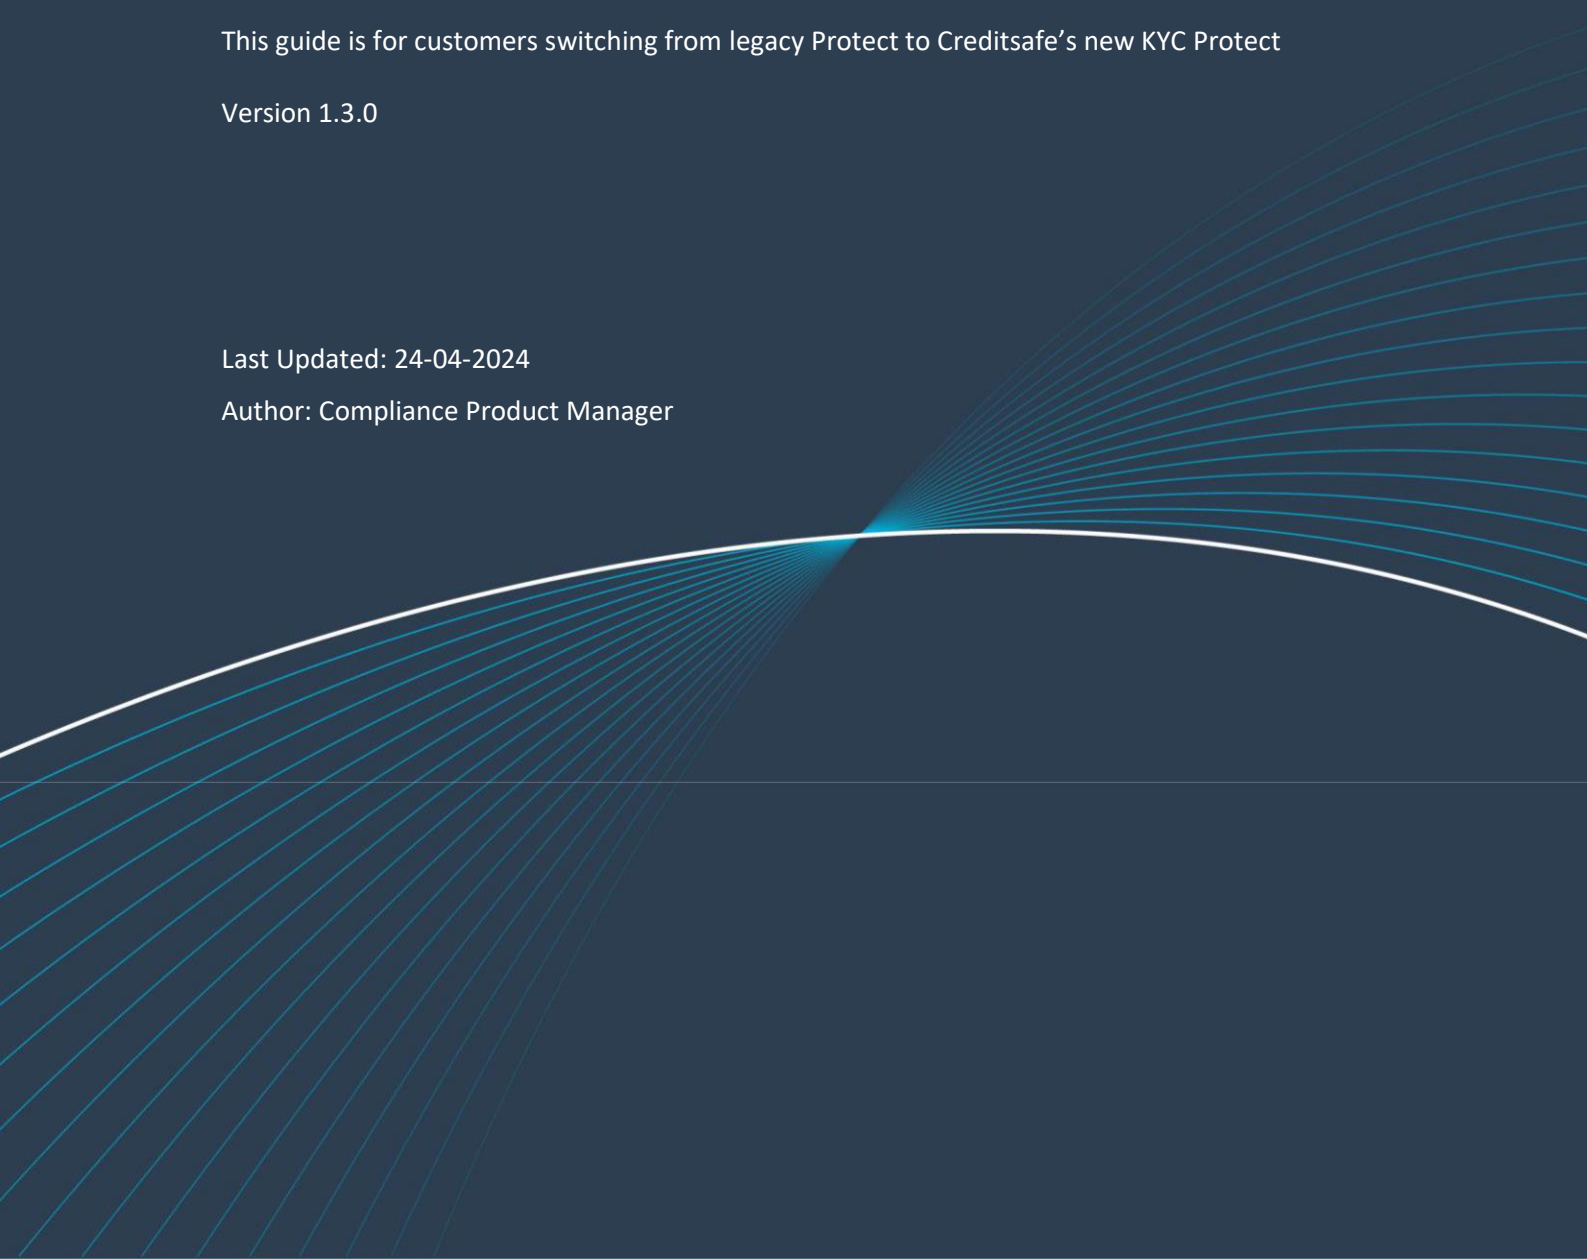 This guide is for customers switching from legacy Protect to Creditsafe’s new KYC Protect
Version 1.3.0
Last Updated: 24-04-2024
Author: Compliance Product Manager